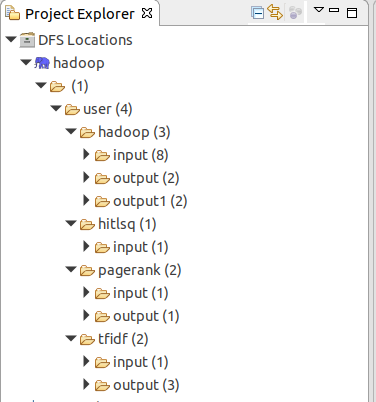 Project Explorer
DFS Locations
hadoop
(1)
user (4)
hadoop (3)
input (8)
output (2)
output1 (2)
hitlsq (1)
input (1)
pagerank (2)
input (1)
output (1)
tfidf (2)
input (1)
output (3)